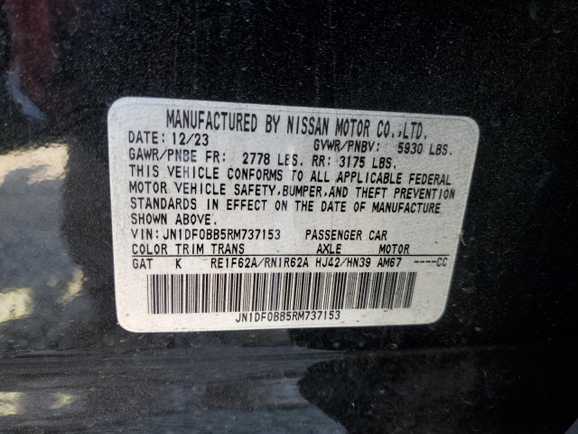 MANUFACTURED BY NISSAN MOTOR CO.,LTD.
DATE: 12/23 GVWR/PNBV: 5930 LBS.
GAWR/PNBE FR: 2778 LBS. RR: 3175 LBS.
THIS VEHICLE CONFORMS TO ALL APPLICABLE FEDERAL
MOTOR VEHICLE SAFETY,BUMPER,AND THEFT PREVENTION
STANDARDS IN EFFECT ON THE DATE OF MANUFACTURE
SHOWN ABOVE.
VIN: JN1DF0BB5RM737153 PASSENGER CAR
COLOR TRIM TRANS AXLE MOTOR
GAT K RE1F62A/RN1R62A HJ42/HN39 AM67 ----CC
JN1DF0BB5RM737153